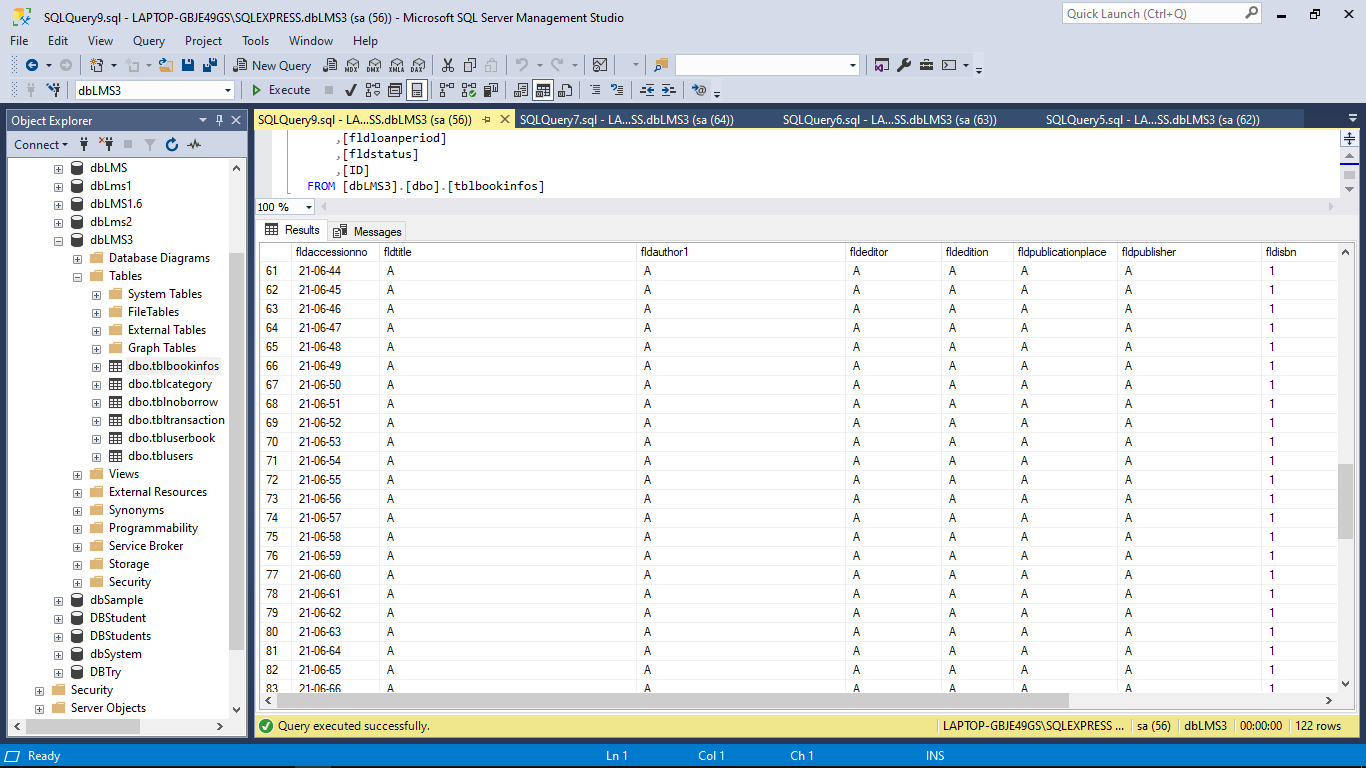 SQLQuery9.sql - LAPTOP-GBJE49GS\SQLEXPRESS.dbLMS3 (sa (56)) - Microsoft SQL Server Management Studio
Quick Launch (Ctrl+Q)
File Edit View Query Project Tools Window Help
New Query MDX DMX XMLA DAX
dbLMS3 Execute
Object Explorer
Connect
dbLMS
dbLms1
dbLMS1.6
dbLms2
dbLMS3
Database Diagrams
Tables
System Tables
FileTables
External Tables
Graph Tables
dbo.tblbookinfos
dbo.tblcategory
dbo.tblnoborrow
dbo.tbltransaction
dbo.tbluserbook
dbo.tblusers
Views
External Resources
Synonyms
Programmability
Service Broker
Storage
Security
dbSample
DBStudent
DBStudents
dbSystem
DBTry
Security
Server Objects
SQLQuery9.sql - LA...SS.dbLMS3 (sa (56)) SQLQuery7.sql - LA...SS.dbLMS3 (sa (64)) SQLQuery6.sql - LA...SS.dbLMS3 (sa (63)) SQLQuery5.sql - LA...SS.dbLMS3 (sa (62))
,[fldloanperiod]
,[fldstatus]
,[ID]
FROM [dbLMS3].[dbo].[tblbookinfos]
100 %
Results Messages
fldaccessionno fldtitle fldauthor1 fldeditor fldedition fldpublicationplace fldpublisher fldisbn
61 21-06-44 A A A A A A 1
62 21-06-45 A A A A A A 1
63 21-06-46 A A A A A A 1
64 21-06-47 A A A A A A 1
65 21-06-48 A A A A A A 1
66 21-06-49 A A A A A A 1
67 21-06-50 A A A A A A 1
68 21-06-51 A A A A A A 1
69 21-06-52 A A A A A A 1
70 21-06-53 A A A A A A 1
71 21-06-54 A A A A A A 1
72 21-06-55 A A A A A A 1
73 21-06-56 A A A A A A 1
74 21-06-57 A A A A A A 1
75 21-06-58 A A A A A A 1
76 21-06-59 A A A A A A 1
77 21-06-60 A A A A A A 1
78 21-06-61 A A A A A A 1
79 21-06-62 A A A A A A 1
80 21-06-63 A A A A A A 1
81 21-06-64 A A A A A A 1
82 21-06-65 A A A A A A 1
83 21-06-66 A A A A A A 1
Query executed successfully. LAPTOP-GBJE49GS\SQLEXPRESS ... sa (56) dbLMS3 00:00:00 122 rows
Ready Ln 1 Col 1 Ch 1 INS